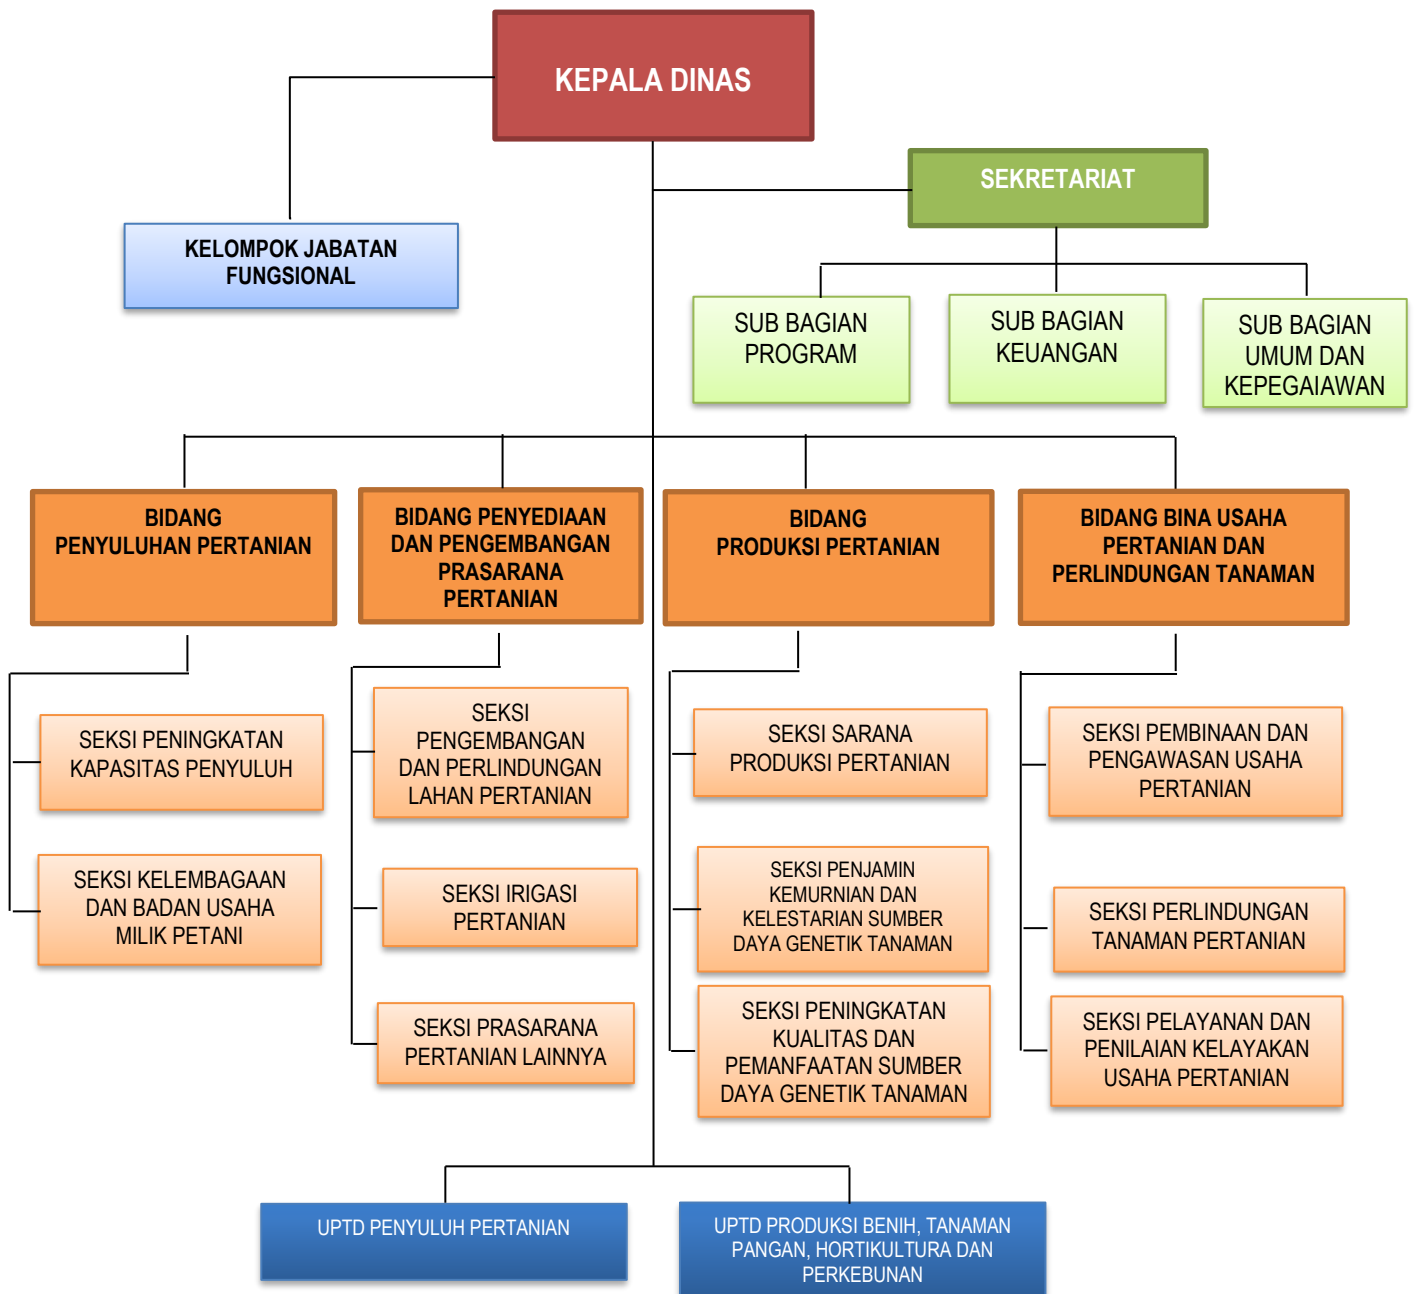 KEPALA DINAS
SEKRETARIAT
KELOMPOK JABATAN
FUNGSIONAL
SUB BAGIAN
PROGRAM
SUB BAGIAN
KEUANGAN
SUB BAGIAN
UMUM DAN
KEPEGAIAWAN
BIDANG
PENYULUHAN PERTANIAN
BIDANG PENYEDIAAN
DAN PENGEMBANGAN
PRASARANA
PERTANIAN
BIDANG
PRODUKSI PERTANIAN
BIDANG BINA USAHA
PERTANIAN DAN
PERLINDUNGAN TANAMAN
SEKSI PENINGKATAN
KAPASITAS PENYULUH
SEKSI KELEMBAGAAN
DAN BADAN USAHA
MILIK PETANI
SEKSI
PENGEMBANGAN
DAN PERLINDUNGAN
LAHAN PERTANIAN
SEKSI IRIGASI
PERTANIAN
SEKSI PRASARANA
PERTANIAN LAINNYA
SEKSI SARANA
PRODUKSI PERTANIAN
SEKSI PENJAMIN
KEMURNIAN DAN
KELESTARIAN SUMBER
DAYA GENETIK TANAMAN
SEKSI PENINGKATAN
KUALITAS DAN
PEMANFAATAN SUMBER
DAYA GENETIK TANAMAN
SEKSI PEMBINAAN DAN
PENGAWASAN USAHA
PERTANIAN
SEKSI PERLINDUNGAN
TANAMAN PERTANIAN
SEKSI PELAYANAN DAN
PENILAIAN KELAYAKAN
USAHA PERTANIAN
UPTD PENYULUH PERTANIAN
UPTD PRODUKSI BENIH, TANAMAN
PANGAN, HORTIKULTURA DAN
PERKEBUNAN